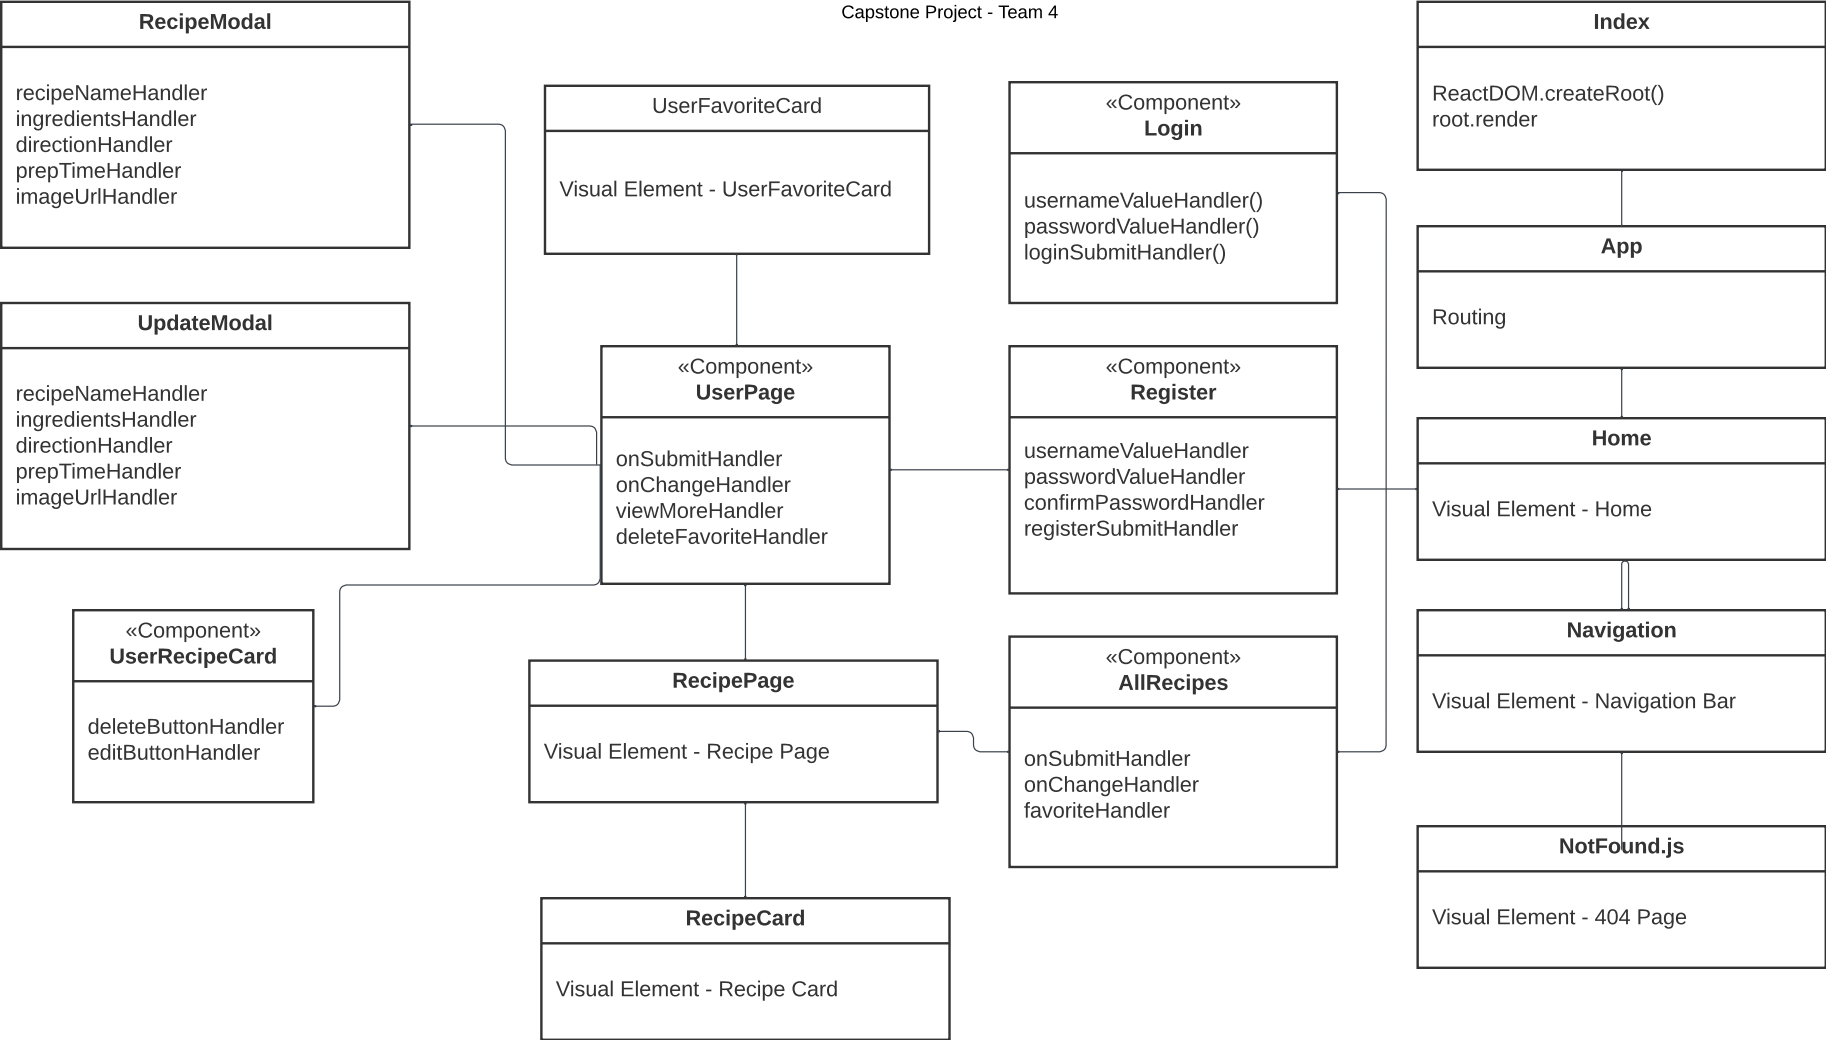 Capstone Project - Team 4
RecipeModal
recipeNameHandler
ingredientsHandler
directionHandler
prepTimeHandler
imageUrlHandler
UpdateModal
recipeNameHandler
ingredientsHandler
directionHandler
prepTimeHandler
imageUrlHandler
«Component»
UserRecipeCard
deleteButtonHandler
editButtonHandler
UserFavoriteCard
Visual Element - UserFavoriteCard
«Component»
UserPage
onSubmitHandler
onChangeHandler
viewMoreHandler
deleteFavoriteHandler
RecipePage
Visual Element - Recipe Page
RecipeCard
Visual Element - Recipe Card
«Component»
Login
usernameValueHandler()
passwordValueHandler()
loginSubmitHandler()
«Component»
Register
usernameValueHandler
passwordValueHandler
confirmPasswordHandler
registerSubmitHandler
«Component»
AllRecipes
onSubmitHandler
onChangeHandler
favoriteHandler
Index
ReactDOM.createRoot()
root.render
App
Routing
Home
Visual Element - Home
Navigation
Visual Element - Navigation Bar
NotFound.js
Visual Element - 404 Page